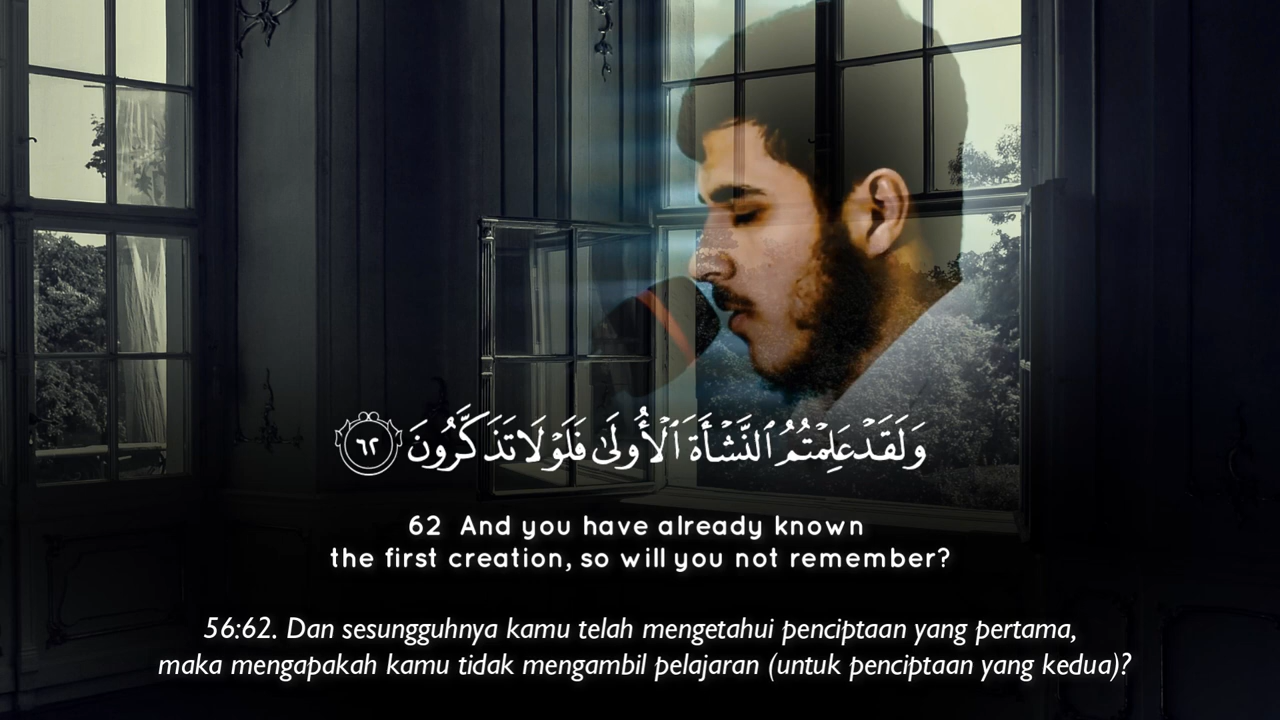 وَلَقَدۡ عَلِمۡتُمُ ٱلنَّشۡأَةَ ٱلۡأُولَىٰ فَلَوۡلَا تَذَكَّرُونَ ٦٢
62 And you have already known
the first creation, so will you not remember?
56:62. Dan sesungguhnya kamu telah mengetahui penciptaan yang pertama,
maka mengapakah kamu tidak mengambil pelajaran (untuk penciptaan yang kedua)?